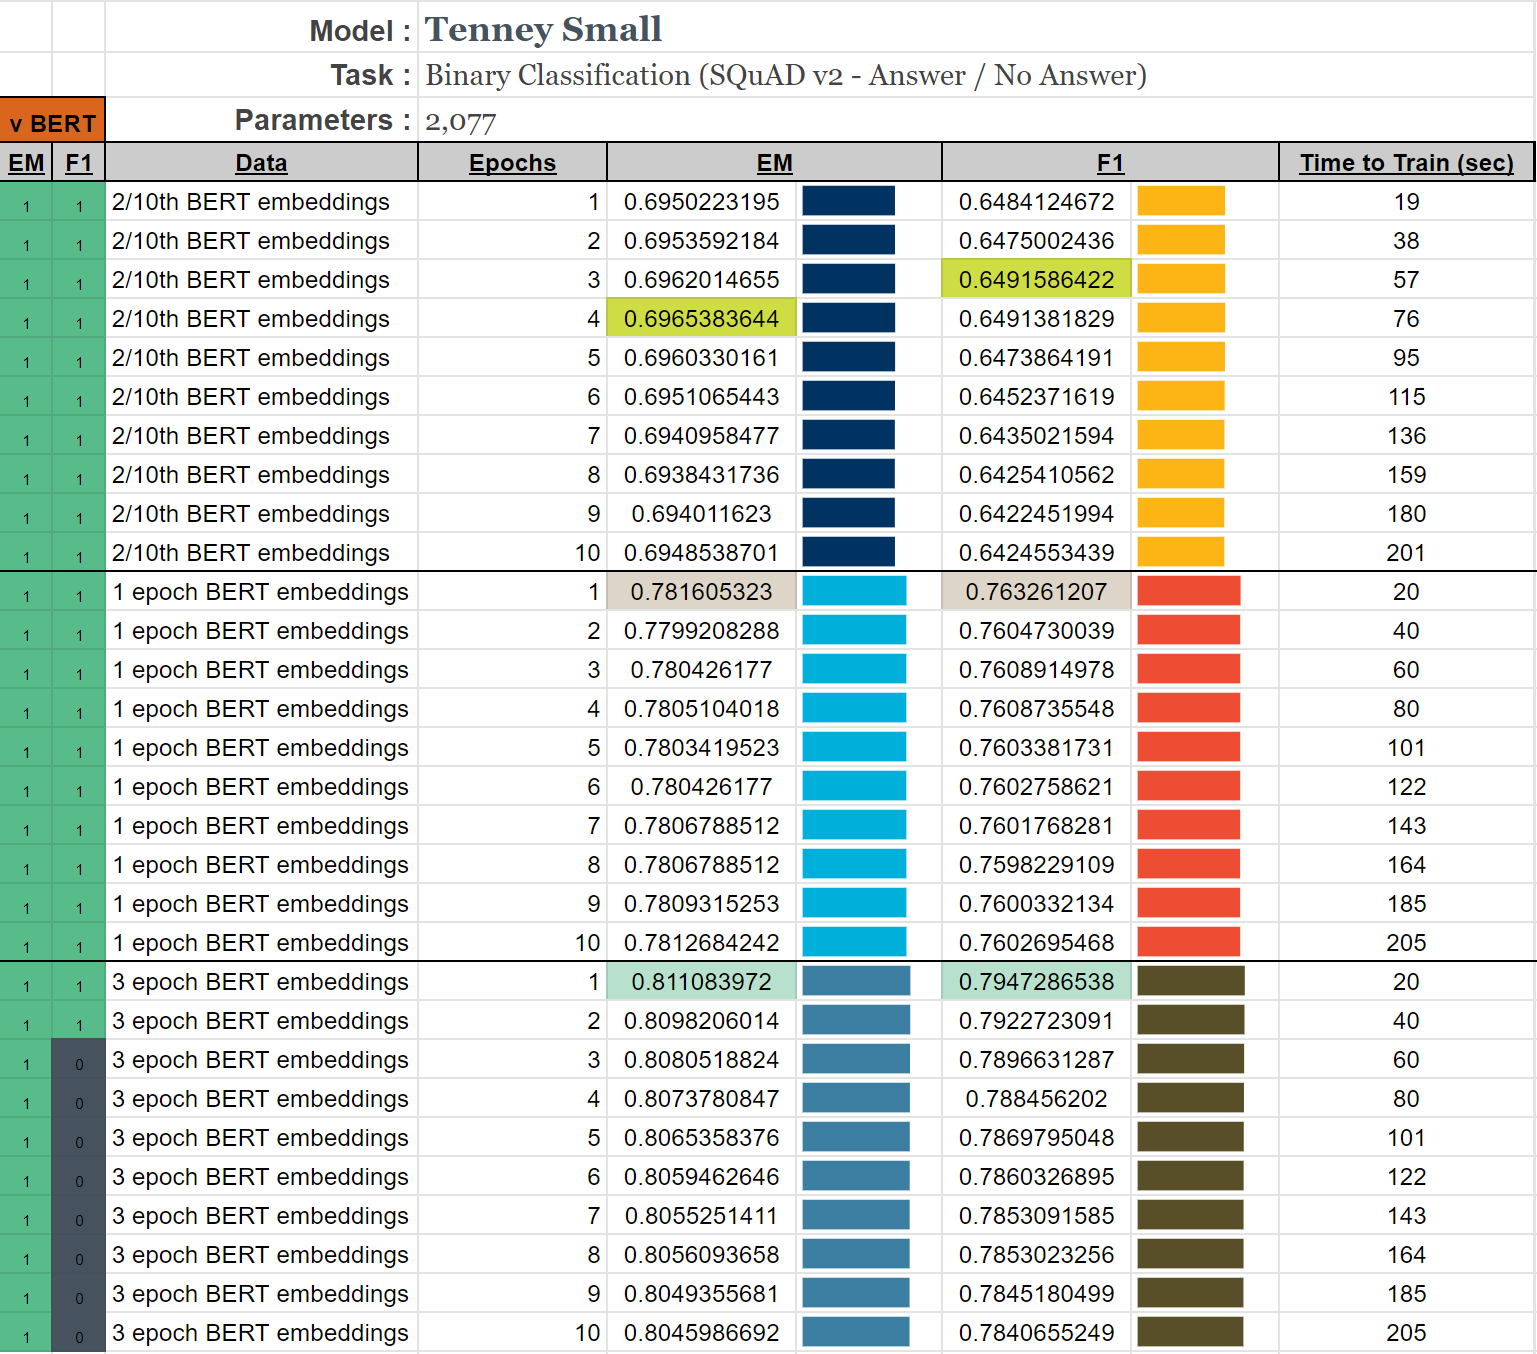 Model : Tenney Small
Task : Binary Classification (SQuAD v2 - Answer / No Answer)
v BERT Parameters : 2,077
EM F1 Data Epochs EM F1 Time to Train (sec)
1 1 2/10th BERT embeddings 1 0.6950223195 0.6484124672 19
1 1 2/10th BERT embeddings 2 0.6953592184 0.6475002436 38
1 1 2/10th BERT embeddings 3 0.6962014655 0.6491586422 57
1 1 2/10th BERT embeddings 4 0.6965383644 0.6491381829 76
1 1 2/10th BERT embeddings 5 0.6960330161 0.6473864191 95
1 1 2/10th BERT embeddings 6 0.6951065443 0.6452371619 115
1 1 2/10th BERT embeddings 7 0.6940958477 0.6435021594 136
1 1 2/10th BERT embeddings 8 0.6938431736 0.6425410562 159
1 1 2/10th BERT embeddings 9 0.694011623 0.6422451994 180
1 1 2/10th BERT embeddings 10 0.6948538701 0.6424553439 201
1 1 1 epoch BERT embeddings 1 0.781605323 0.763261207 20
1 1 1 epoch BERT embeddings 2 0.7799208288 0.7604730039 40
1 1 1 epoch BERT embeddings 3 0.780426177 0.7608914978 60
1 1 1 epoch BERT embeddings 4 0.7805104018 0.7608735548 80
1 1 1 epoch BERT embeddings 5 0.7803419523 0.7603381731 101
1 1 1 epoch BERT embeddings 6 0.780426177 0.7602758621 122
1 1 1 epoch BERT embeddings 7 0.7806788512 0.7601768281 143
1 1 1 epoch BERT embeddings 8 0.7806788512 0.7598229109 164
1 1 1 epoch BERT embeddings 9 0.7809315253 0.7600332134 185
1 1 1 epoch BERT embeddings 10 0.7812684242 0.7602695468 205
1 1 3 epoch BERT embeddings 1 0.811083972 0.7947286538 20
1 1 3 epoch BERT embeddings 2 0.8098206014 0.7922723091 40
1 0 3 epoch BERT embeddings 3 0.8080518824 0.7896631287 60
1 0 3 epoch BERT embeddings 4 0.8073780847 0.788456202 80
1 0 3 epoch BERT embeddings 5 0.8065358376 0.7869795048 101
1 0 3 epoch BERT embeddings 6 0.8059462646 0.7860326895 122
1 0 3 epoch BERT embeddings 7 0.8055251411 0.7853091585 143
1 0 3 epoch BERT embeddings 8 0.8056093658 0.7853023256 164
1 0 3 epoch BERT embeddings 9 0.8049355681 0.7845180499 185
1 0 3 epoch BERT embeddings 10 0.8045986692 0.7840655249 205